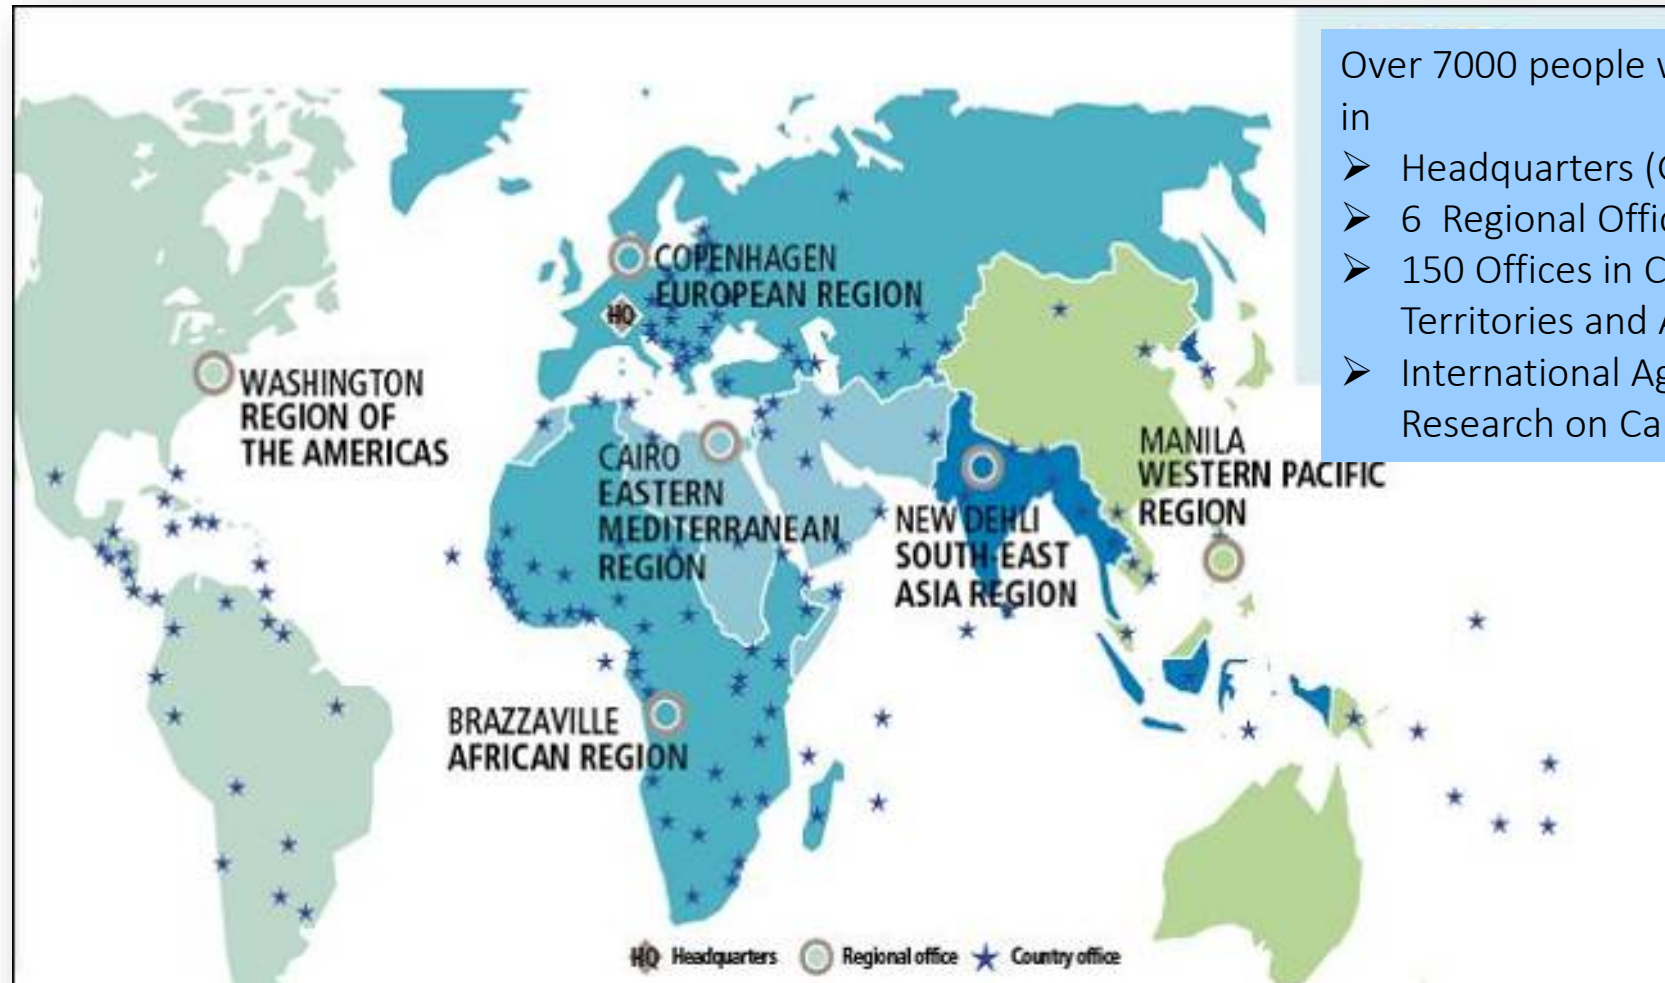 Over 7000 people
in
➢ Headquarters (
➢ 6 Regional Offi
➢ 150 Offices in C
Territories and
➢ International Ag
Research on Ca
COPENHAGEN
EUROPEAN REGION
HQ
WASHINGTON
REGION OF
THE AMERICAS
CAIRO
EASTERN
MEDITERRANEAN
REGION
NEW DEHLI
SOUTH-EAST
ASIA REGION
MANILA
WESTERN PACIFIC
REGION
BRAZZAVILLE
AFRICAN REGION
HQ Headquarters Regional office Country office